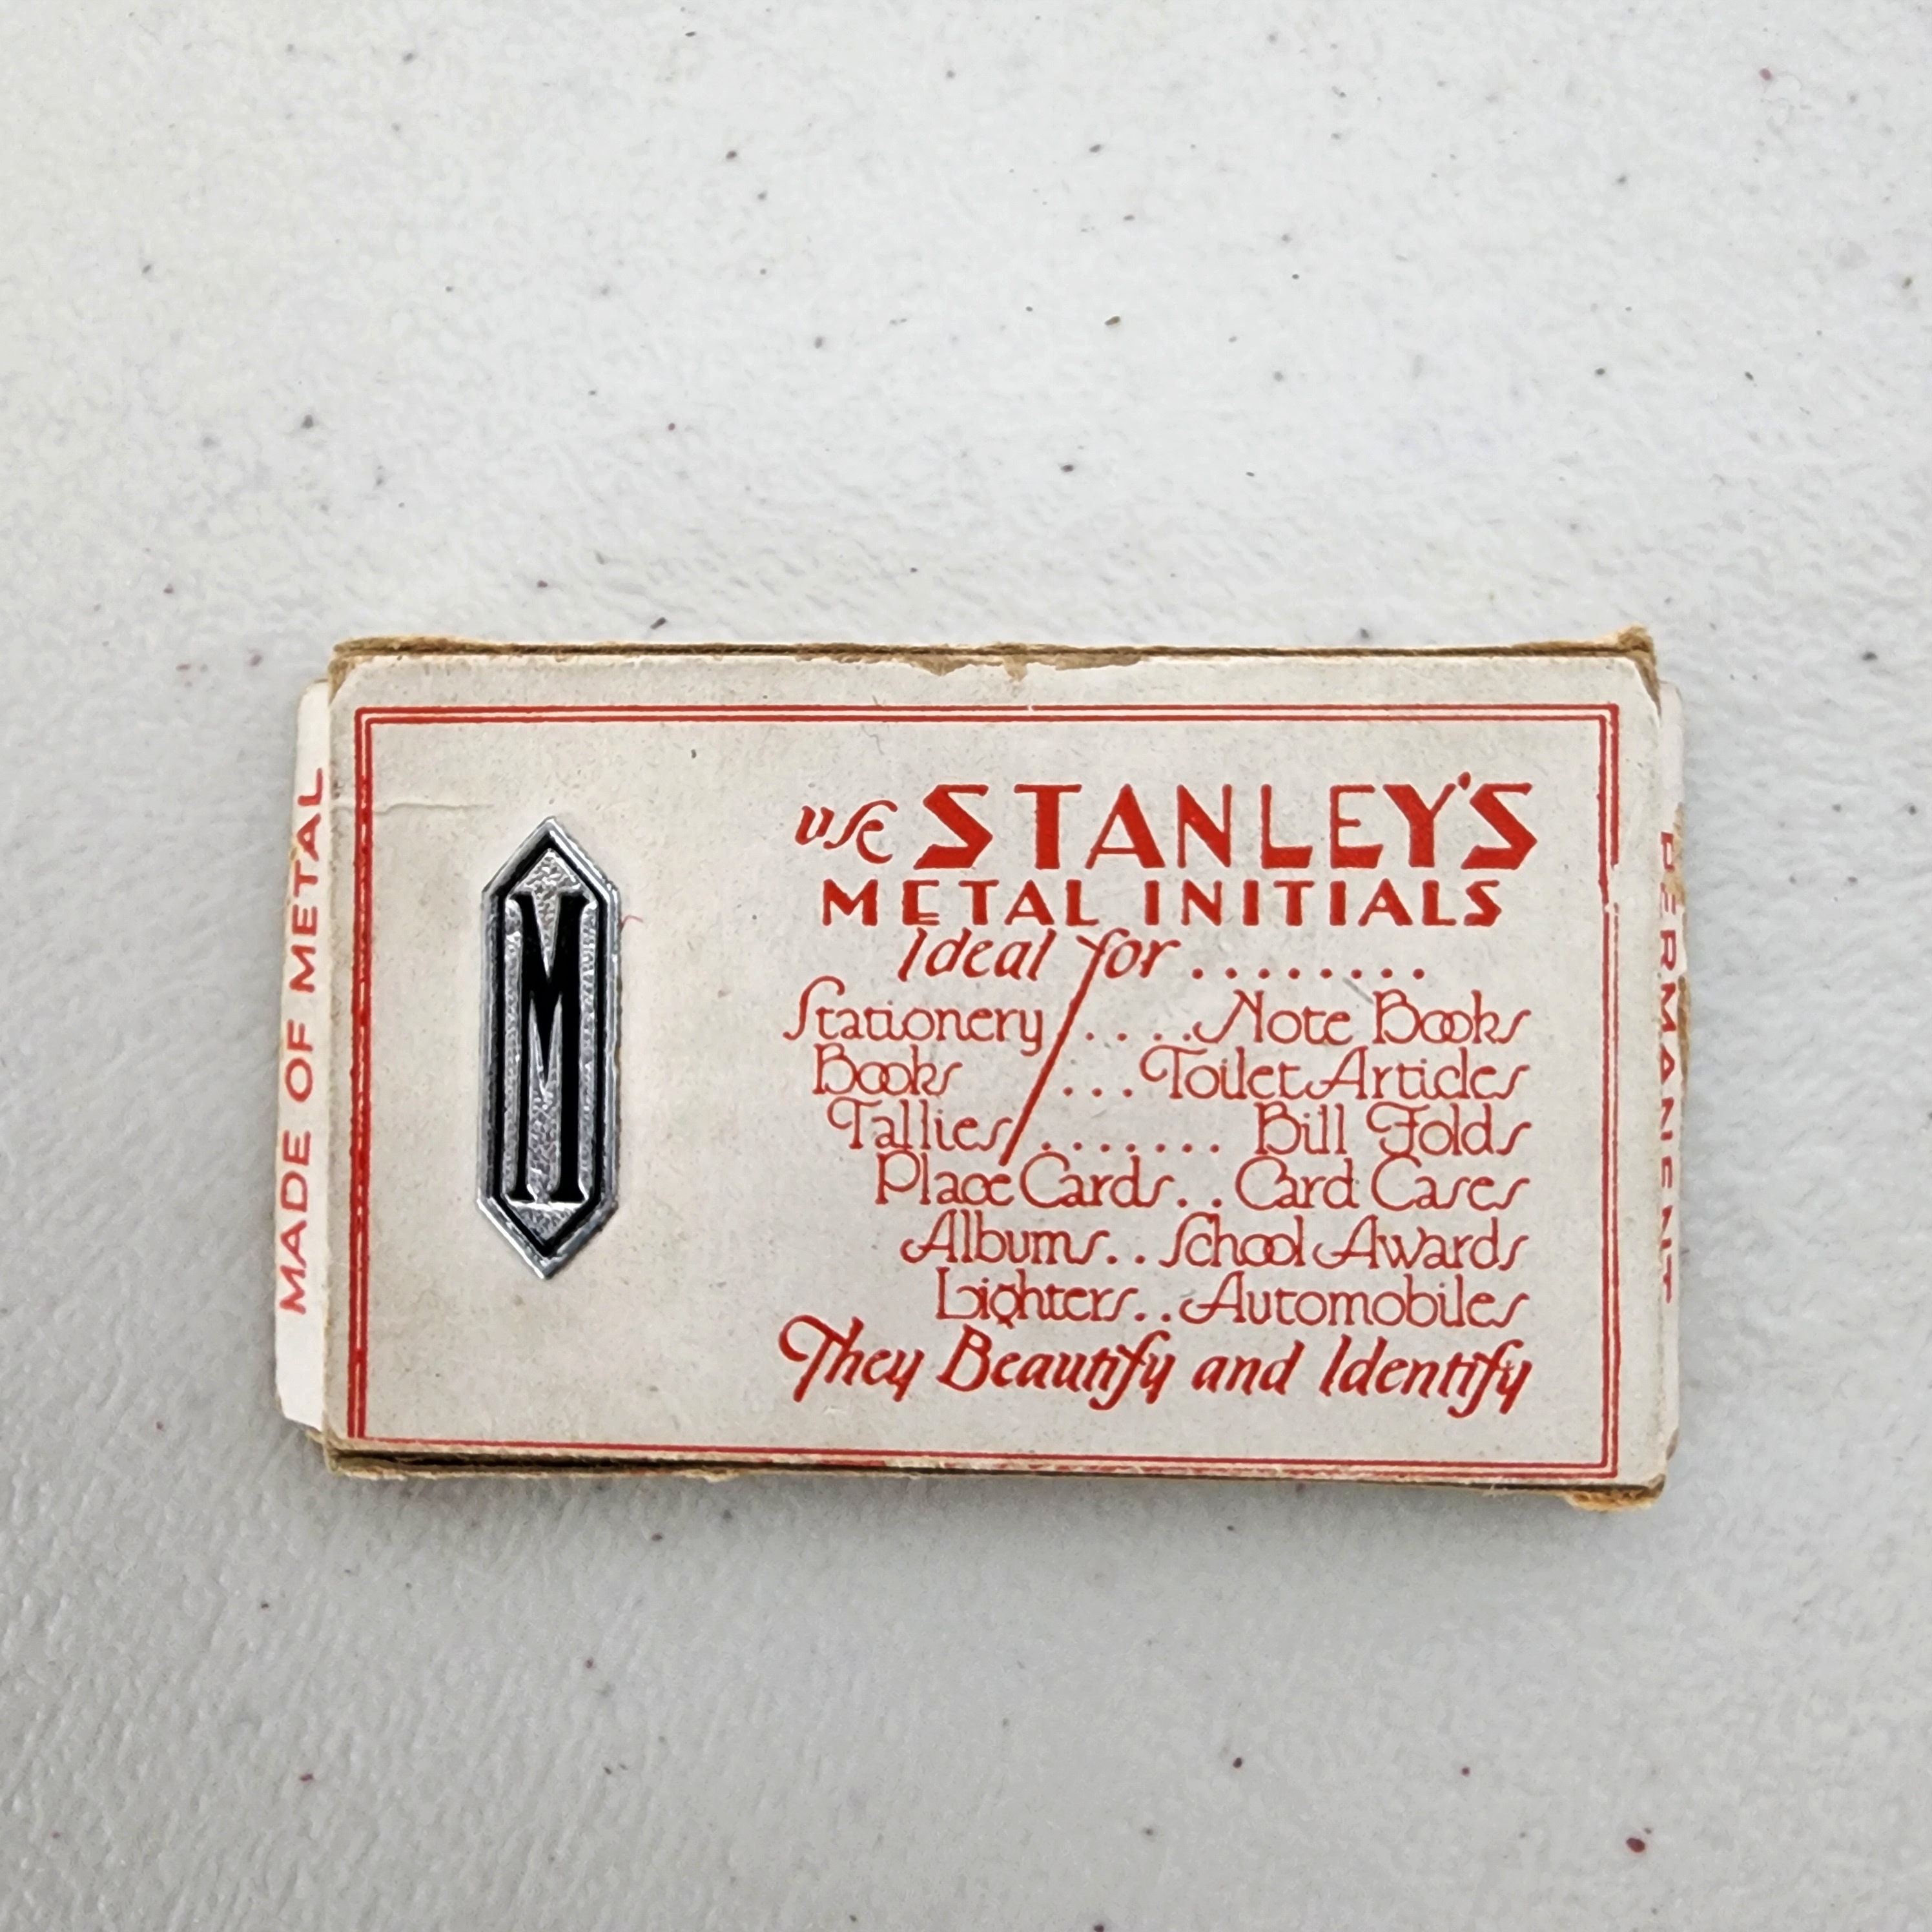 MADE OF METAL
M
use STANLEY'S
METAL INITIALS
Ideal for ........
Stationery ..... Note Books
Books ... Toilet Articles
Tallies ....... Bill Folds
Place Cards.. Card Cases
Albums.. School Awards
Lighters.. Automobiles
They Beautify and Identify
PERMANENT